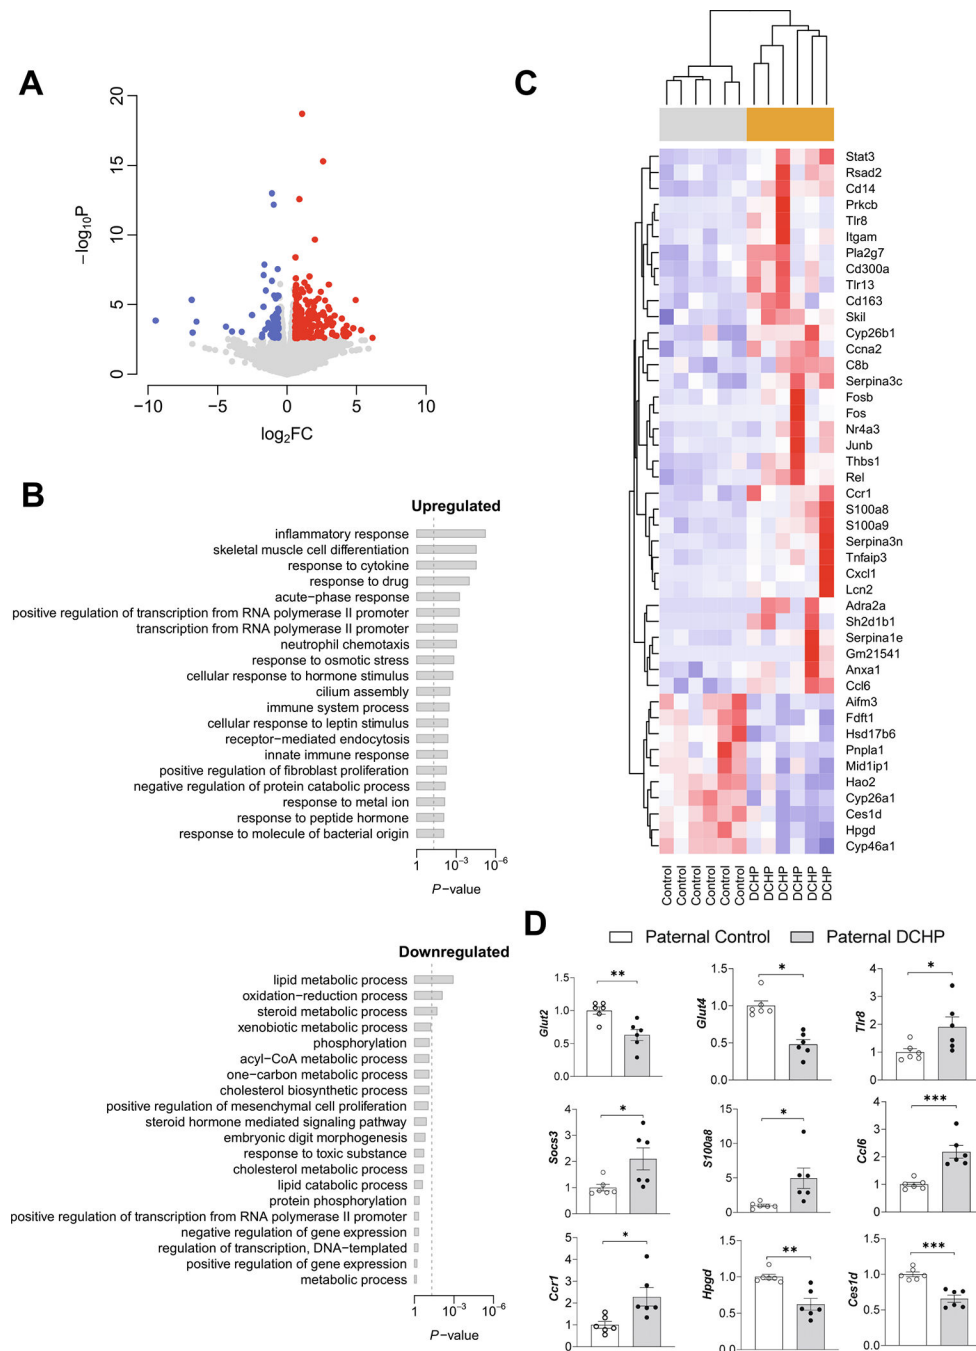 A
20
15
10
5
0
−log10P
−10
−5
0
5
10
log2FC
B
Upregulated
inflammatory response
skeletal muscle cell differentiation
response to cytokine
response to drug
acute−phase response
positive regulation of transcription from RNA polymerase II promoter
transcription from RNA polymerase II promoter
neutrophil chemotaxis
response to osmotic stress
cellular response to hormone stimulus
cilium assembly
immune system process
cellular response to leptin stimulus
receptor−mediated endocytosis
innate immune response
positive regulation of fibroblast proliferation
negative regulation of protein catabolic process
response to metal ion
response to peptide hormone
response to molecule of bacterial origin
1 10−3 10−6
P−value
Downregulated
lipid metabolic process
oxidation−reduction process
steroid metabolic process
xenobiotic metabolic process
phosphorylation
acyl−CoA metabolic process
one−carbon metabolic process
cholesterol biosynthetic process
positive regulation of mesenchymal cell proliferation
steroid hormone mediated signaling pathway
embryonic digit morphogenesis
response to toxic substance
cholesterol metabolic process
lipid catabolic process
protein phosphorylation
positive regulation of transcription from RNA polymerase II promoter
negative regulation of gene expression
regulation of transcription, DNA−templated
positive regulation of gene expression
metabolic process
1 10−3 10−6
P−value
C
Stat3
Rsad2
Cd14
Prkcb
Tlr8
Itgam
Pla2g7
Cd300a
Tlr13
Cd163
Skil
Cyp26b1
Ccna2
C8b
Serpina3c
Fosb
Fos
Nr4a3
Junb
Thbs1
Rel
Ccr1
S100a8
S100a9
Serpina3n
Tnfaip3
Cxcl1
Lcn2
Adra2a
Sh2d1b1
Serpina1e
Gm21541
Anxa1
Ccl6
Aifm3
Fdft1
Hsd17b6
Pnpla1
Mid1ip1
Hao2
Cyp26a1
Ces1d
Hpgd
Cyp46a1
Control
Control
Control
Control
Control
Control
DCHP
DCHP
DCHP
DCHP
DCHP
DCHP
D
Paternal Control
Paternal DCHP
Glut2
1.5
1.0
0.5
0.0
**
Glut4
1.5
1.0
0.5
0.0
*
Tlr8
4
3
2
1
0
*
Socs3
4
3
2
1
0
*
S100a8
15
10
5
0
*
Ccl6
4
3
2
1
0
***
Ccr1
5
4
3
2
1
0
*
Hpgd
1.5
1.0
0.5
0.0
**
Ces1d
1.5
1.0
0.5
0.0
***